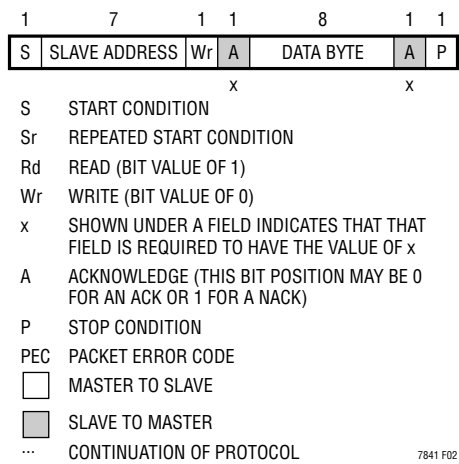 1 7 1 1 8 1 1
S SLAVE ADDRESS Wr A DATA BYTE A P
x x
S START CONDITION
Sr REPEATED START CONDITION
Rd READ (BIT VALUE OF 1)
Wr WRITE (BIT VALUE OF 0)
x SHOWN UNDER A FIELD INDICATES THAT THAT
FIELD IS REQUIRED TO HAVE THE VALUE OF x
A ACKNOWLEDGE (THIS BIT POSITION MAY BE 0
FOR AN ACK OR 1 FOR A NACK)
P STOP CONDITION
PEC PACKET ERROR CODE
MASTER TO SLAVE
SLAVE TO MASTER
... CONTINUATION OF PROTOCOL 7841 F02